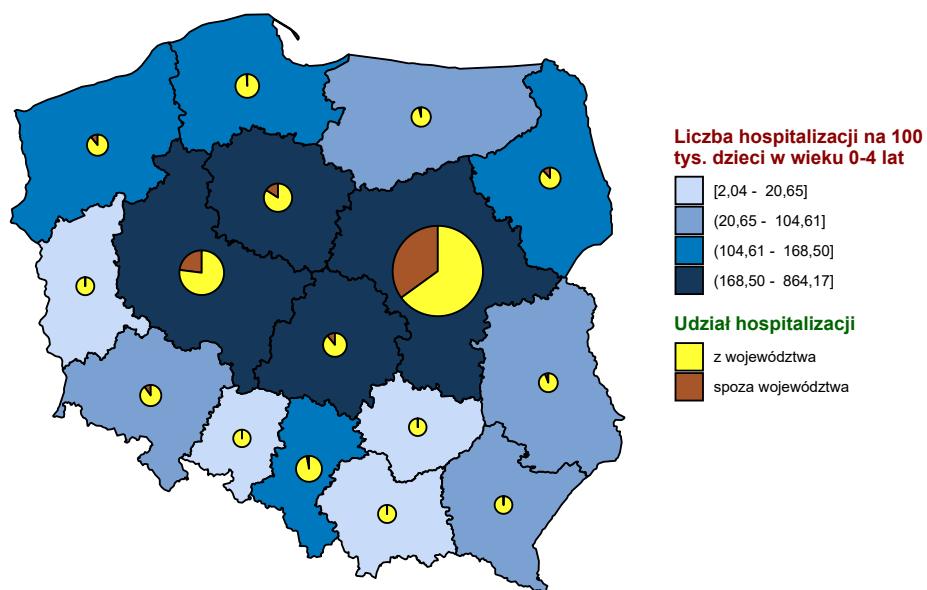 Liczba hospitalizacji na 100
tys. dzieci w wieku 0-4 lat
[2,04 - 20,65]
(20,65 - 104,61]
(104,61 - 168,50]
(168,50 - 864,17]
Udział hospitalizacji
z województwa
spoza województwa